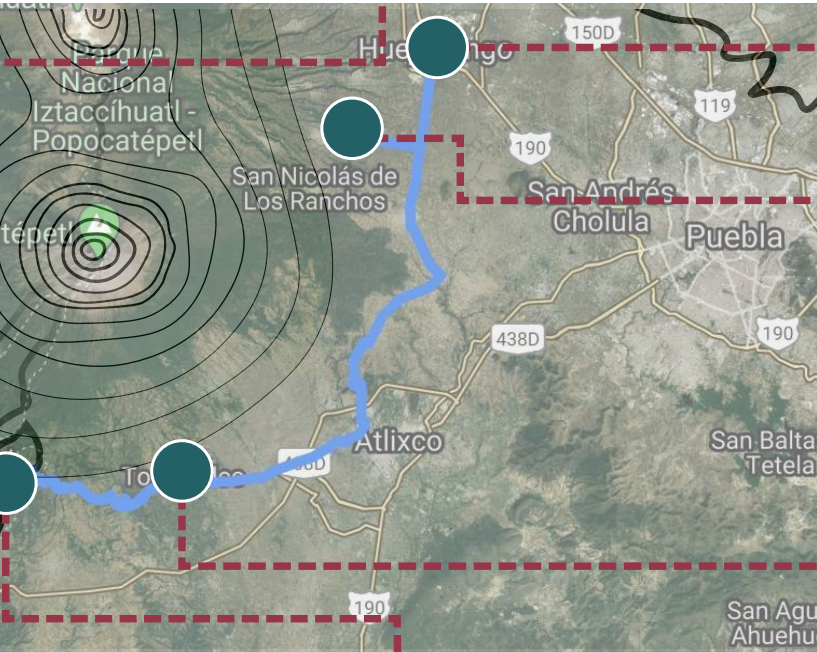 150D
Parque
Nacional
Iztaccíhuatl -
Popocatépetl
119
190
San Nicolás de
Los Ranchos
San Andrés
Cholula
Puebla
438D
190
Atlixco
San Balta
Tetela
190
San Agu
Ahuehu